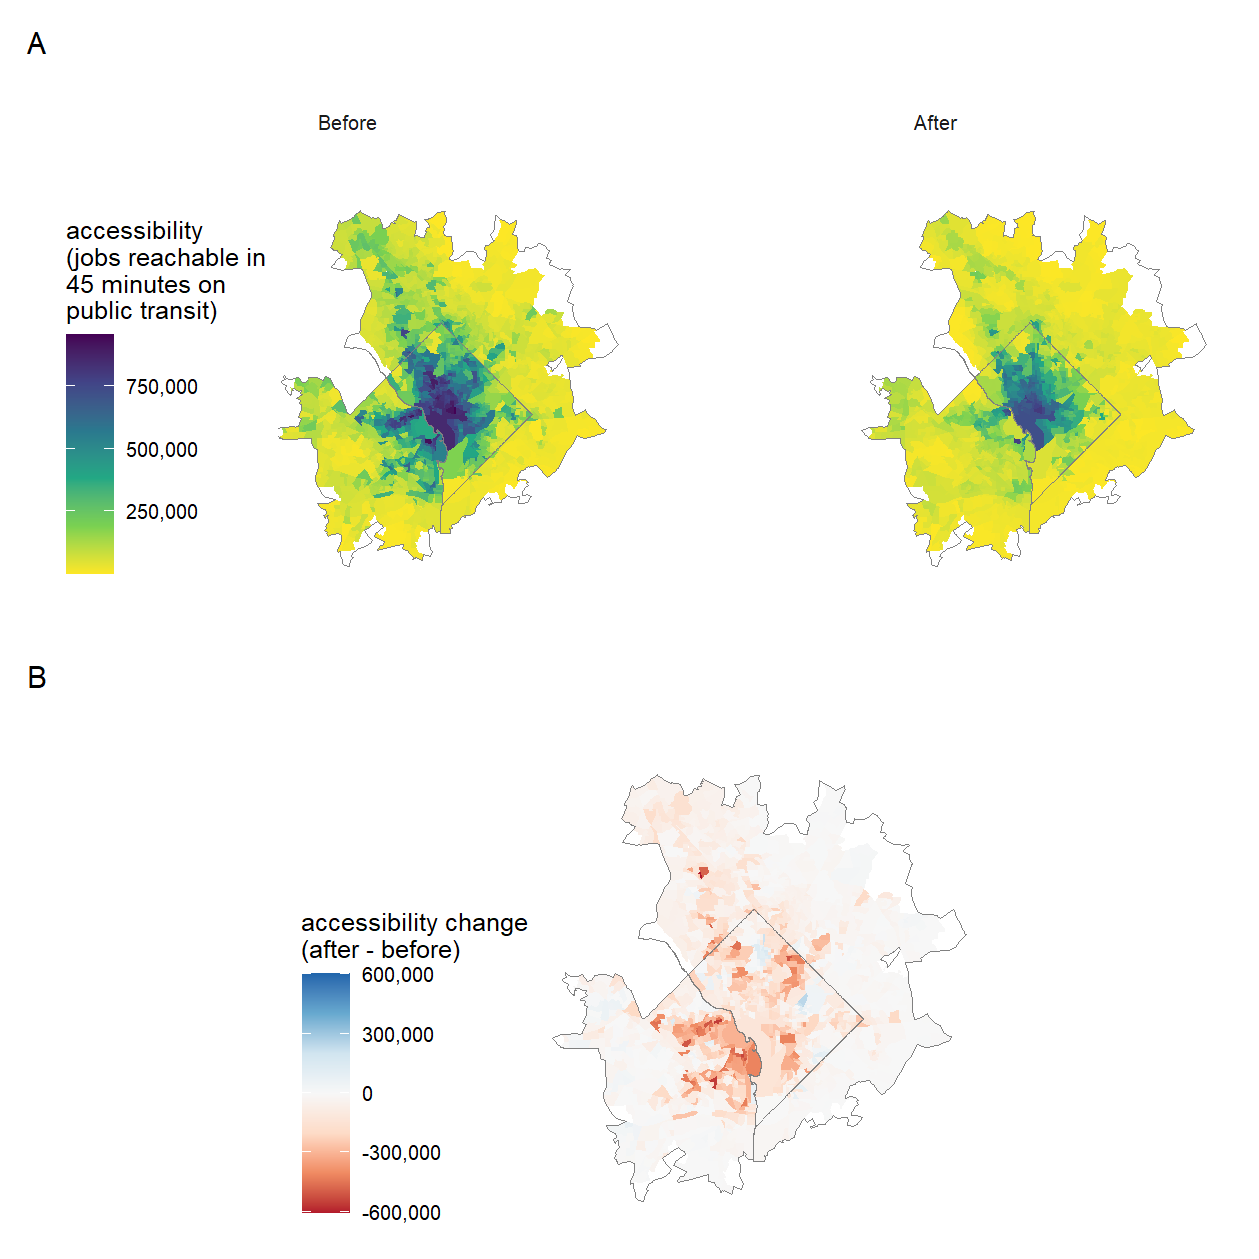 A
Before
After
accessibility
(jobs reachable in
45 minutes on
public transit)
750,000
500,000
250,000
B
accessibility change
(after - before)
600,000
300,000
0
-300,000
-600,000